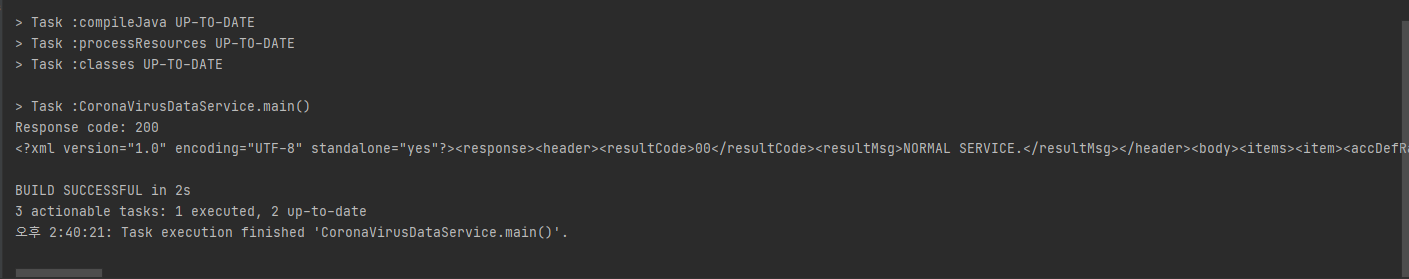 > Task :compileJava UP-TO-DATE
> Task :processResources UP-TO-DATE
> Task :classes UP-TO-DATE
> Task :CoronaVirusDataService.main()
Response code: 200
<?xml version="1.0" encoding="UTF-8" standalone="yes"?><response><header><resultCode>00</resultCode><resultMsg>NORMAL SERVICE.</resultMsg></header><body><items><item><accDefRa
BUILD SUCCESSFUL in 2s
3 actionable tasks: 1 executed, 2 up-to-date
오후 2:40:21: Task execution finished 'CoronaVirusDataService.main()'.